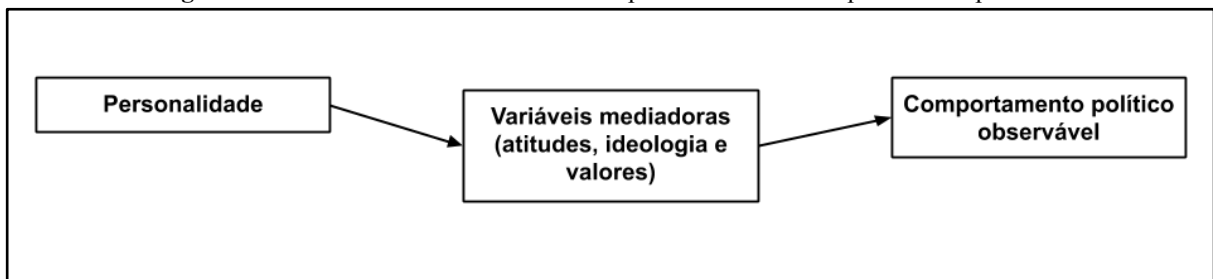 Personalidade
Variáveis mediadoras
(atitudes, ideologia e
valores)
Comportamento político
observável